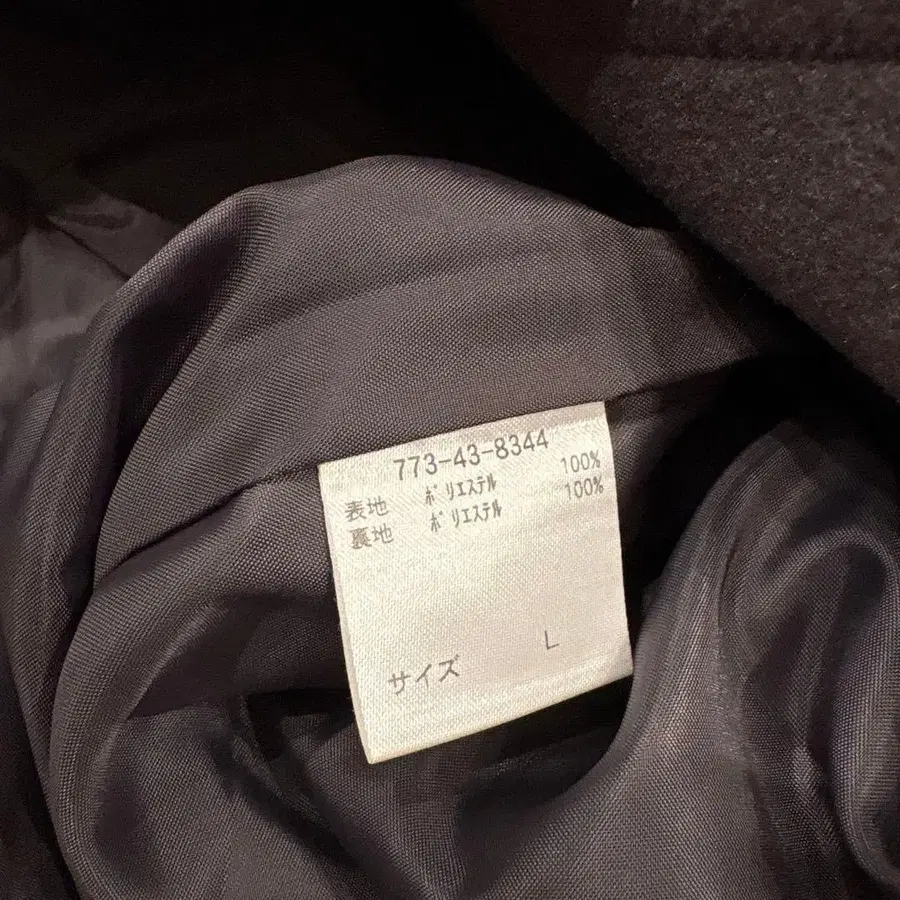 773-43-8344
表地 ポリエステル 100%
裏地 ポリエステル 100%
サイズ L